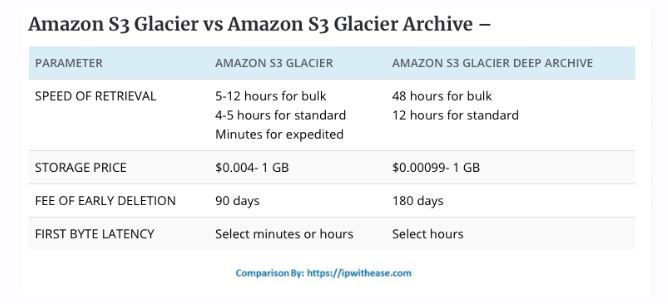 Amazon S3 Glacier vs Amazon S3 Glacier Archive –
PARAMETER AMAZON S3 GLACIER AMAZON S3 GLACIER DEEP ARCHIVE
SPEED OF RETRIEVAL 5-12 hours for bulk 48 hours for bulk
4-5 hours for standard 12 hours for standard
Minutes for expedited
STORAGE PRICE $0.004- 1 GB $0.00099- 1 GB
FEE OF EARLY DELETION 90 days 180 days
FIRST BYTE LATENCY Select minutes or hours Select hours
Comparison By: https://ipwithease.com